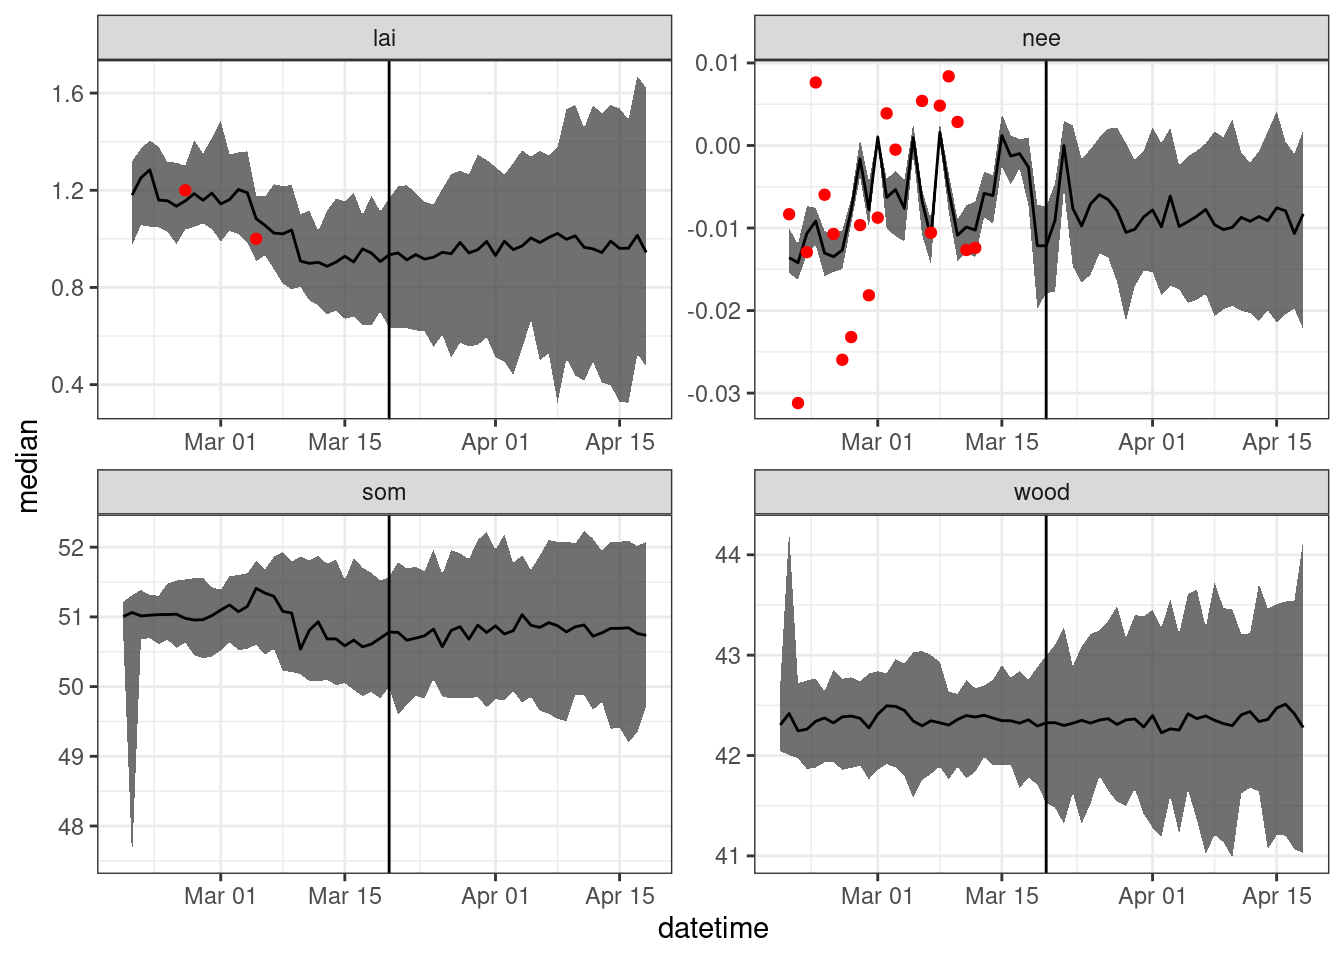 lai
1.6
1.2
0.8
0.4
Mar 01 Mar 15 Apr 01 Apr 15
nee
0.01
0.00
-0.01
-0.02
-0.03
Mar 01 Mar 15 Apr 01 Apr 15
som
52
51
50
49
48
Mar 01 Mar 15 Apr 01 Apr 15
wood
44
43
42
41
Mar 01 Mar 15 Apr 01 Apr 15
median
datetime